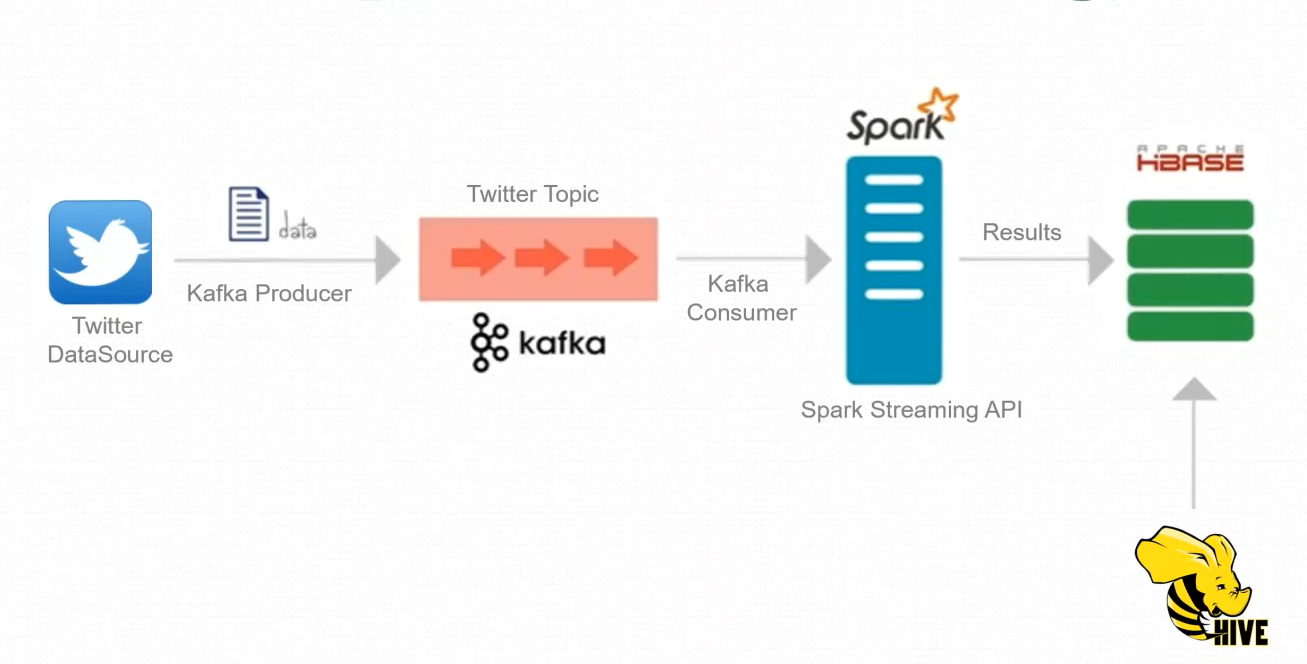 Twitter
DataSource
data
Kafka Producer
Twitter Topic
kafka
Kafka
Consumer
Spark
Spark Streaming API
Results
APACHE
HBASE
HIVE